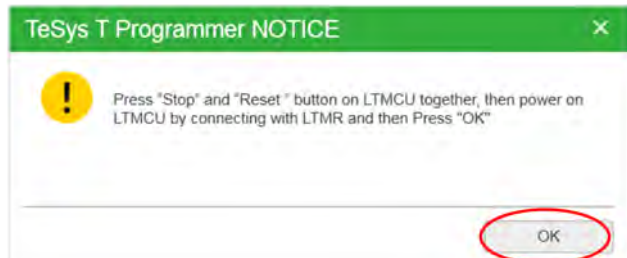 TeSys T Programmer NOTICE
Press "Stop" and "Reset " button on LTMCU together, then power on
LTMCU by connecting with LTMR and then Press "OK"
OK